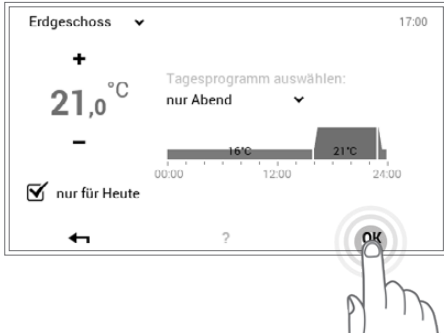 Erdgeschoss 17:00
+
Tagesprogramm auswählen:
21,0 °C
nur Abend
–
16°C 21°C
00:00 12:00 24:00
nur für Heute
? OK